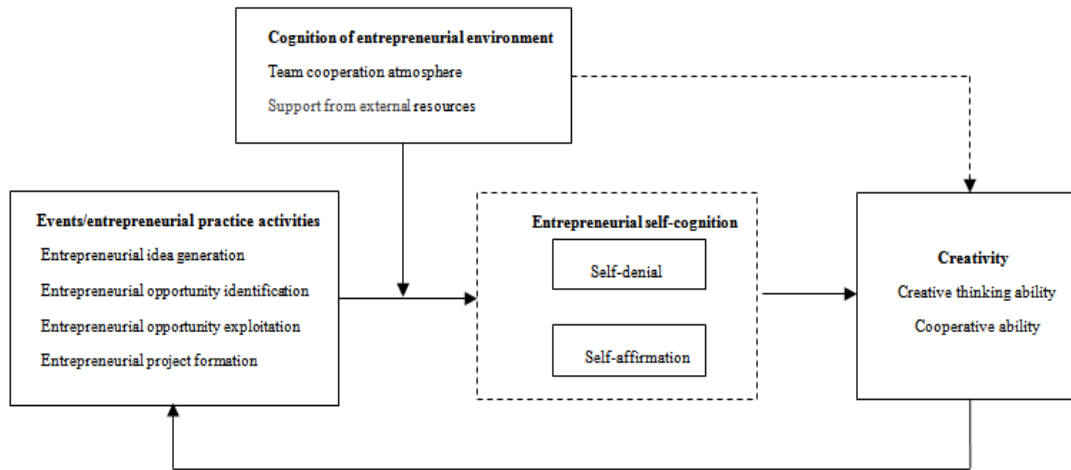 Cognition of entrepreneurial environment
Team cooperation atmosphere
Support from external resources
Events/entrepreneurial practice activities
Entrepreneurial idea generation
Entrepreneurial opportunity identification
Entrepreneurial opportunity exploitation
Entrepreneurial project formation
Entrepreneurial self-cognition
Self-denial
Self-affirmation
Creativity
Creative thinking ability
Cooperative ability